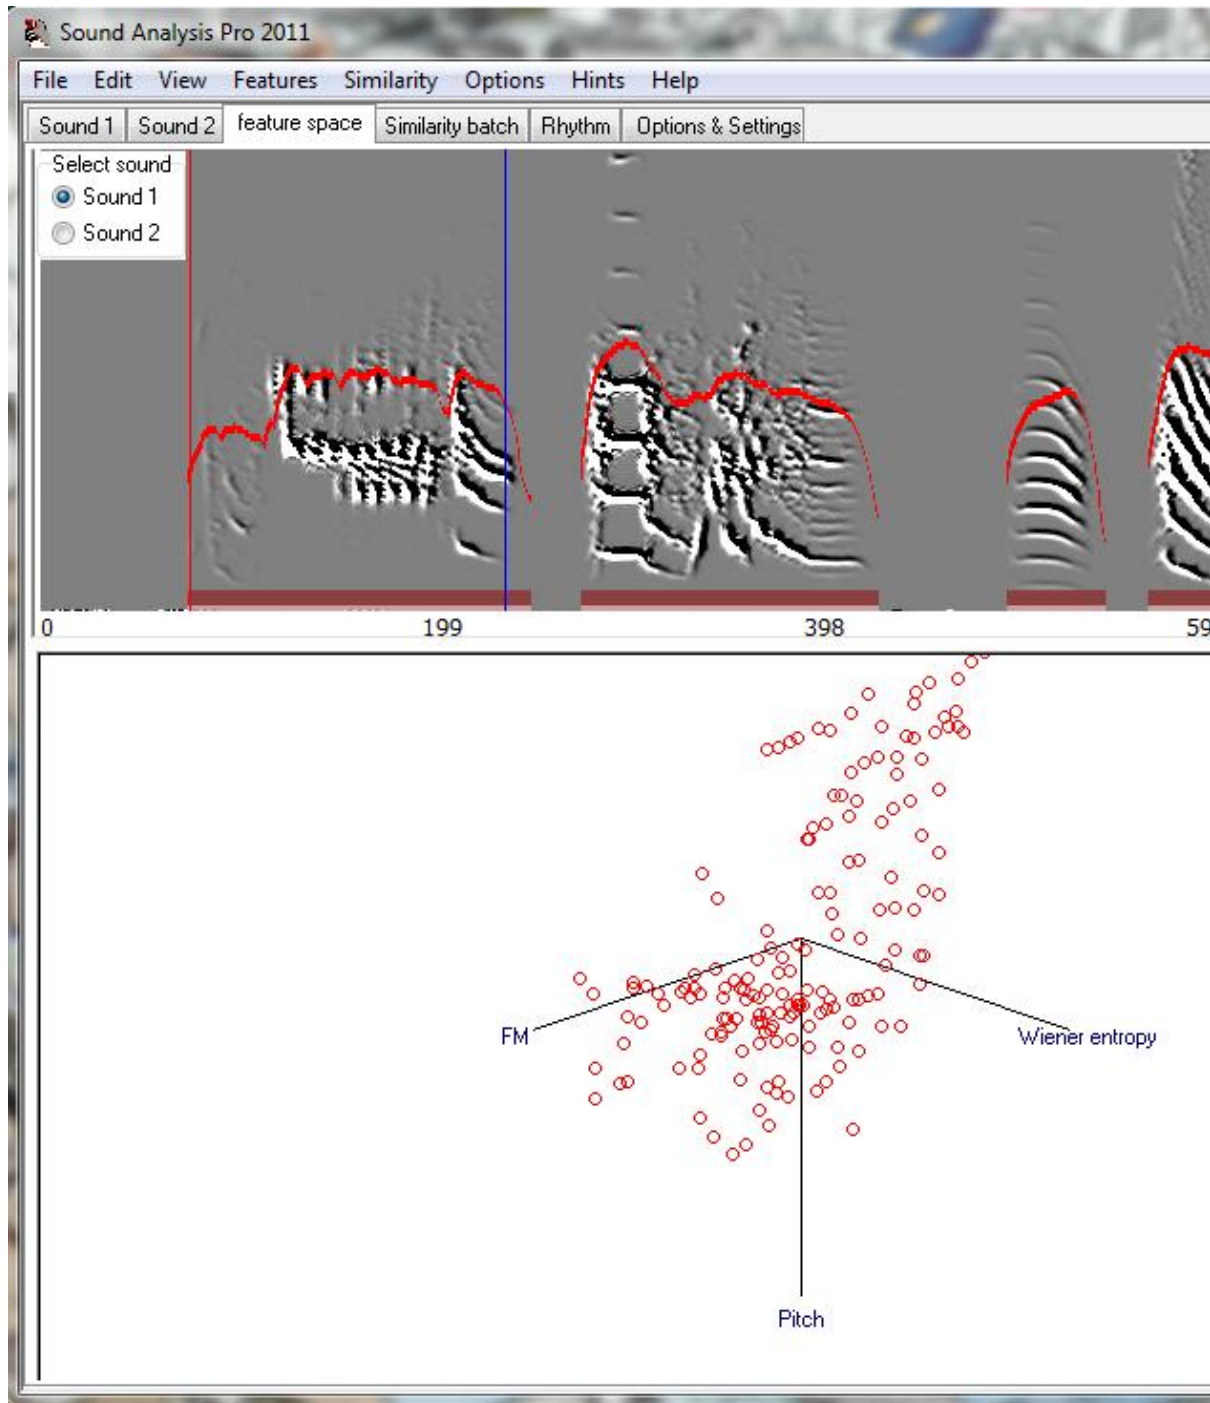 Sound Analysis Pro 2011
File Edit View Features Similarity Options Hints Help
Sound 1 Sound 2 feature space Similarity batch Rhythm Options & Settings
Select sound
Sound 1
Sound 2
0 199 398 59
FM
Wiener entropy
Pitch